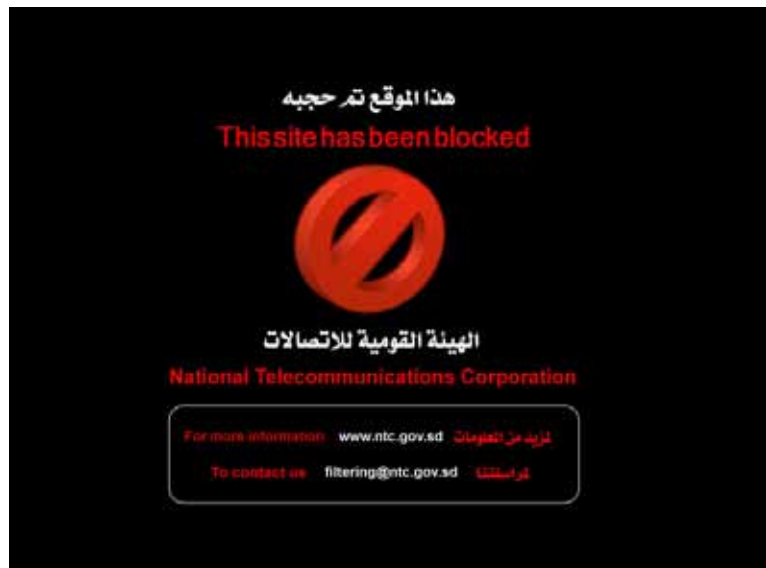 هذا الموقع تم حجبه
This site has been blocked
الهيئة القومية للاتصالات
National Telecommunications Corporation
For more information www.ntc.gov.sd لمزيد من المعلومات
To contact us filtering@ntc.gov.sd لمراسلتنا